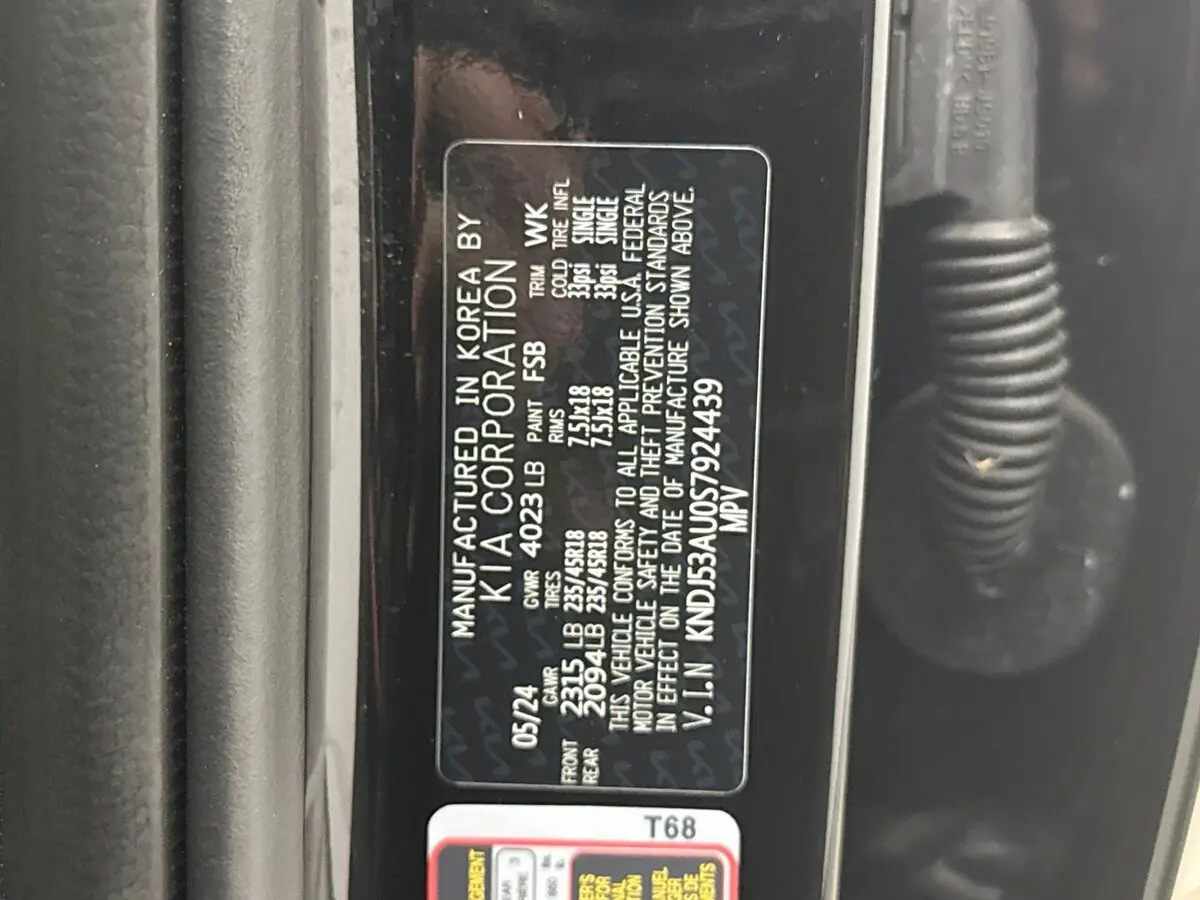 MANUFACTURED IN KOREA BY
KIA CORPORATION
05/24 GVWR 4023 LB PAINT FSB TRIM WK
GAWR TIRES RIMS COLD TIRE INFL
FRONT 2315 LB 235/45R18 7.5Jx18 33psi SINGLE
REAR 2094LB 235/45R18 7.5Jx18 33psi SINGLE
THIS VEHICLE CONFORMS TO ALL APPLICABLE U.S.A. FEDERAL
MOTOR VEHICLE SAFETY AND THEFT PREVENTION STANDARDS
IN EFFECT ON THE DATE OF MANUFACTURE SHOWN ABOVE.
V.I.N KNDJ53AU0S7924439
MPV
T68